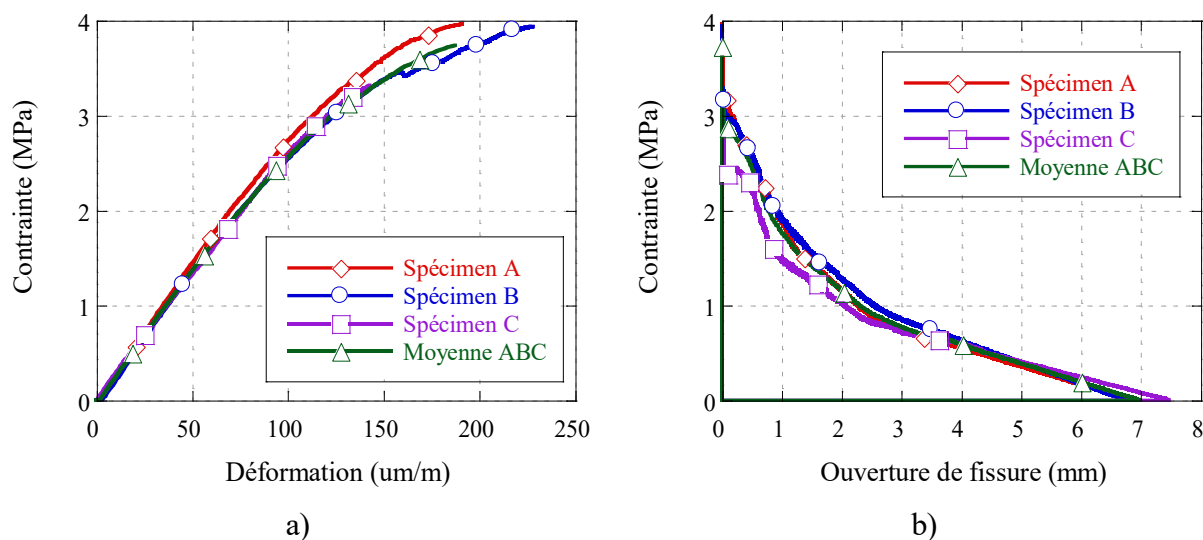 4
3
2
1
0
Contrainte (MPa)
0 50 100 150 200 250
Déformation (um/m)
Spécimen A
Spécimen B
Spécimen C
Moyenne ABC
a)
4
3
2
1
0
Contrainte (MPa)
0 1 2 3 4 5 6 7 8
Ouverture de fissure (mm)
Spécimen A
Spécimen B
Spécimen C
Moyenne ABC
b)